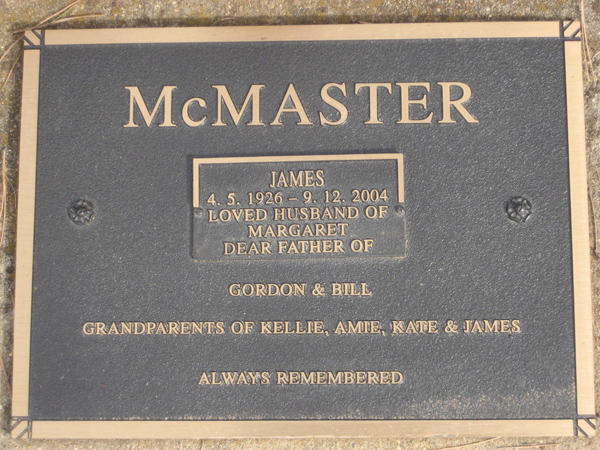 McMASTER
JAMES
4. 5. 1926 – 9. 12. 2004
LOVED HUSBAND OF
MARGARET
DEAR FATHER OF
GORDON & BILL
GRANDPARENTS OF KELLIE, AMIE, KATE & JAMES
ALWAYS REMEMBERED